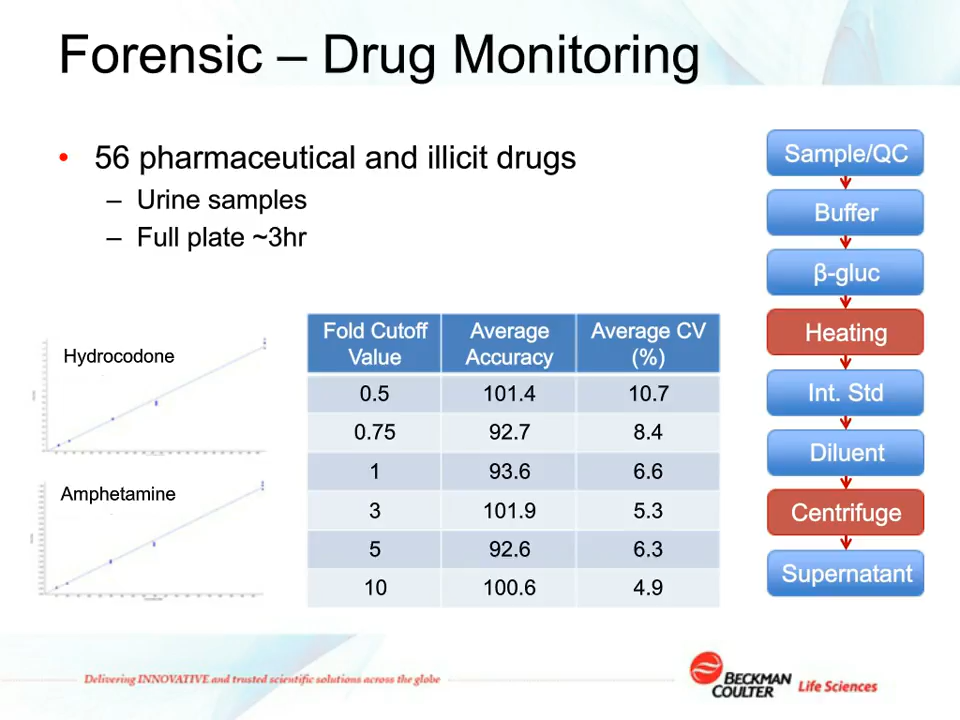 Forensic – Drug Monitoring
• 56 pharmaceutical and illicit drugs
– Urine samples
– Full plate ~3hr
Hydrocodone
Amphetamine
Fold Cutoff Value Average Accuracy Average CV (%)
0.5 101.4 10.7
0.75 92.7 8.4
1 93.6 6.6
3 101.9 5.3
5 92.6 6.3
10 100.6 4.9
Sample/QC
Buffer
β-gluc
Heating
Int. Std
Diluent
Centrifuge
Supernatant
Delivering INNOVATIVE and trusted scientific solutions across the globe
BECKMAN
COULTER Life Sciences